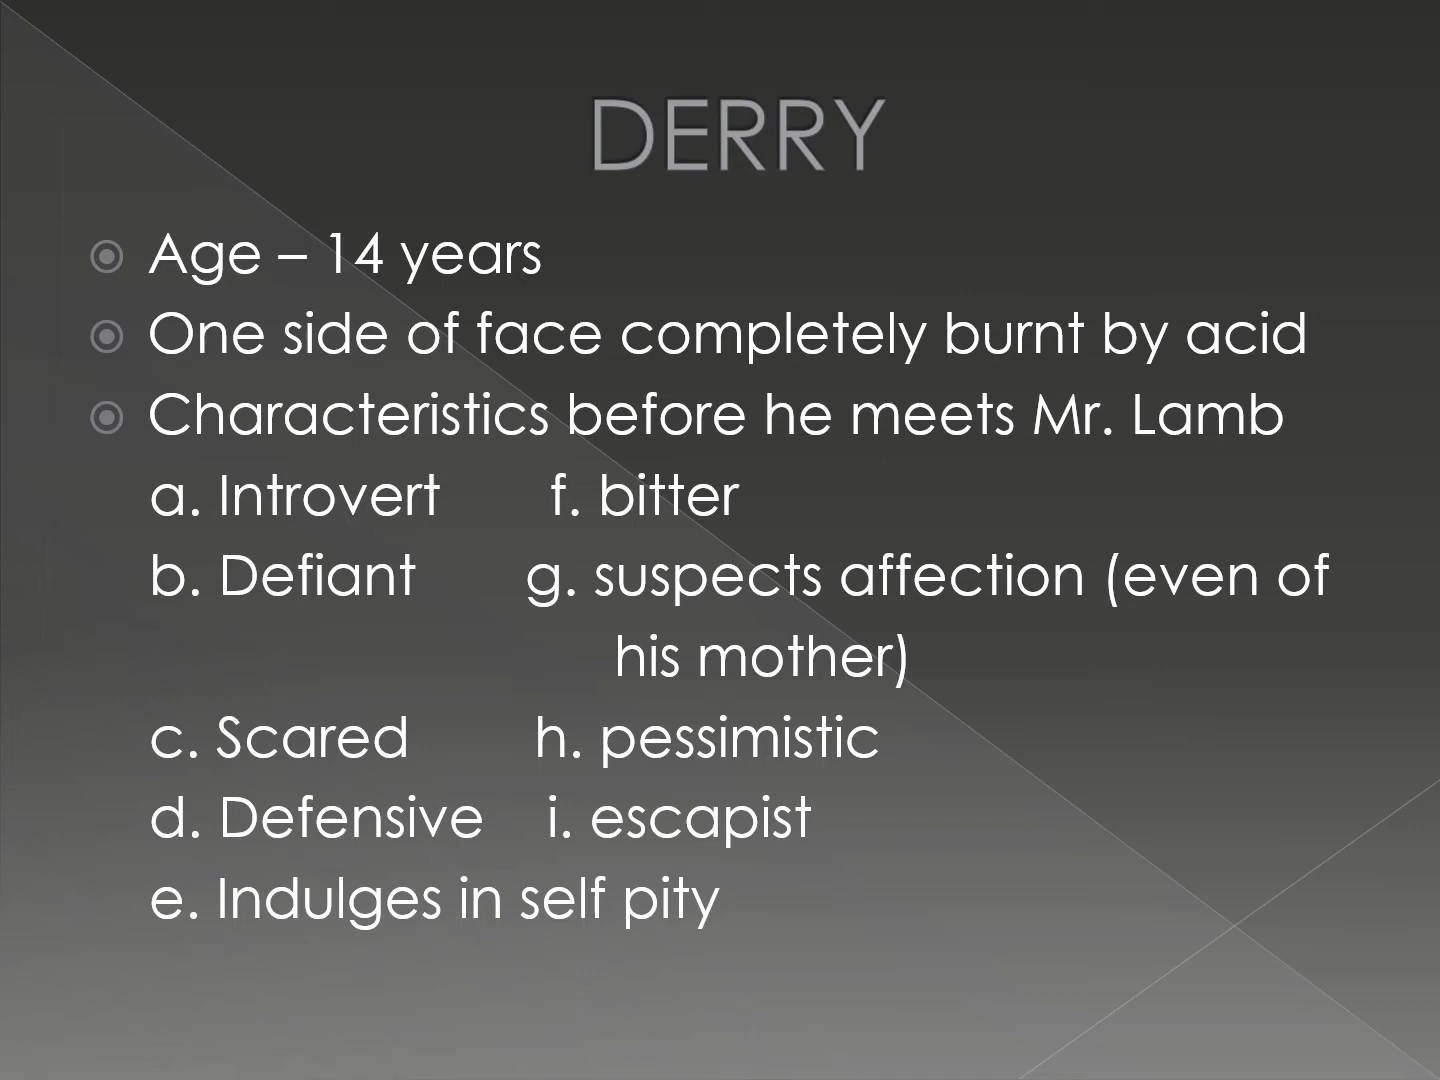 DERRY
Age – 14 years
One side of face completely burnt by acid
Characteristics before he meets Mr. Lamb
a. Introvert f. bitter
b. Defiant g. suspects affection (even of
his mother)
c. Scared h. pessimistic
d. Defensive i. escapist
e. Indulges in self pity